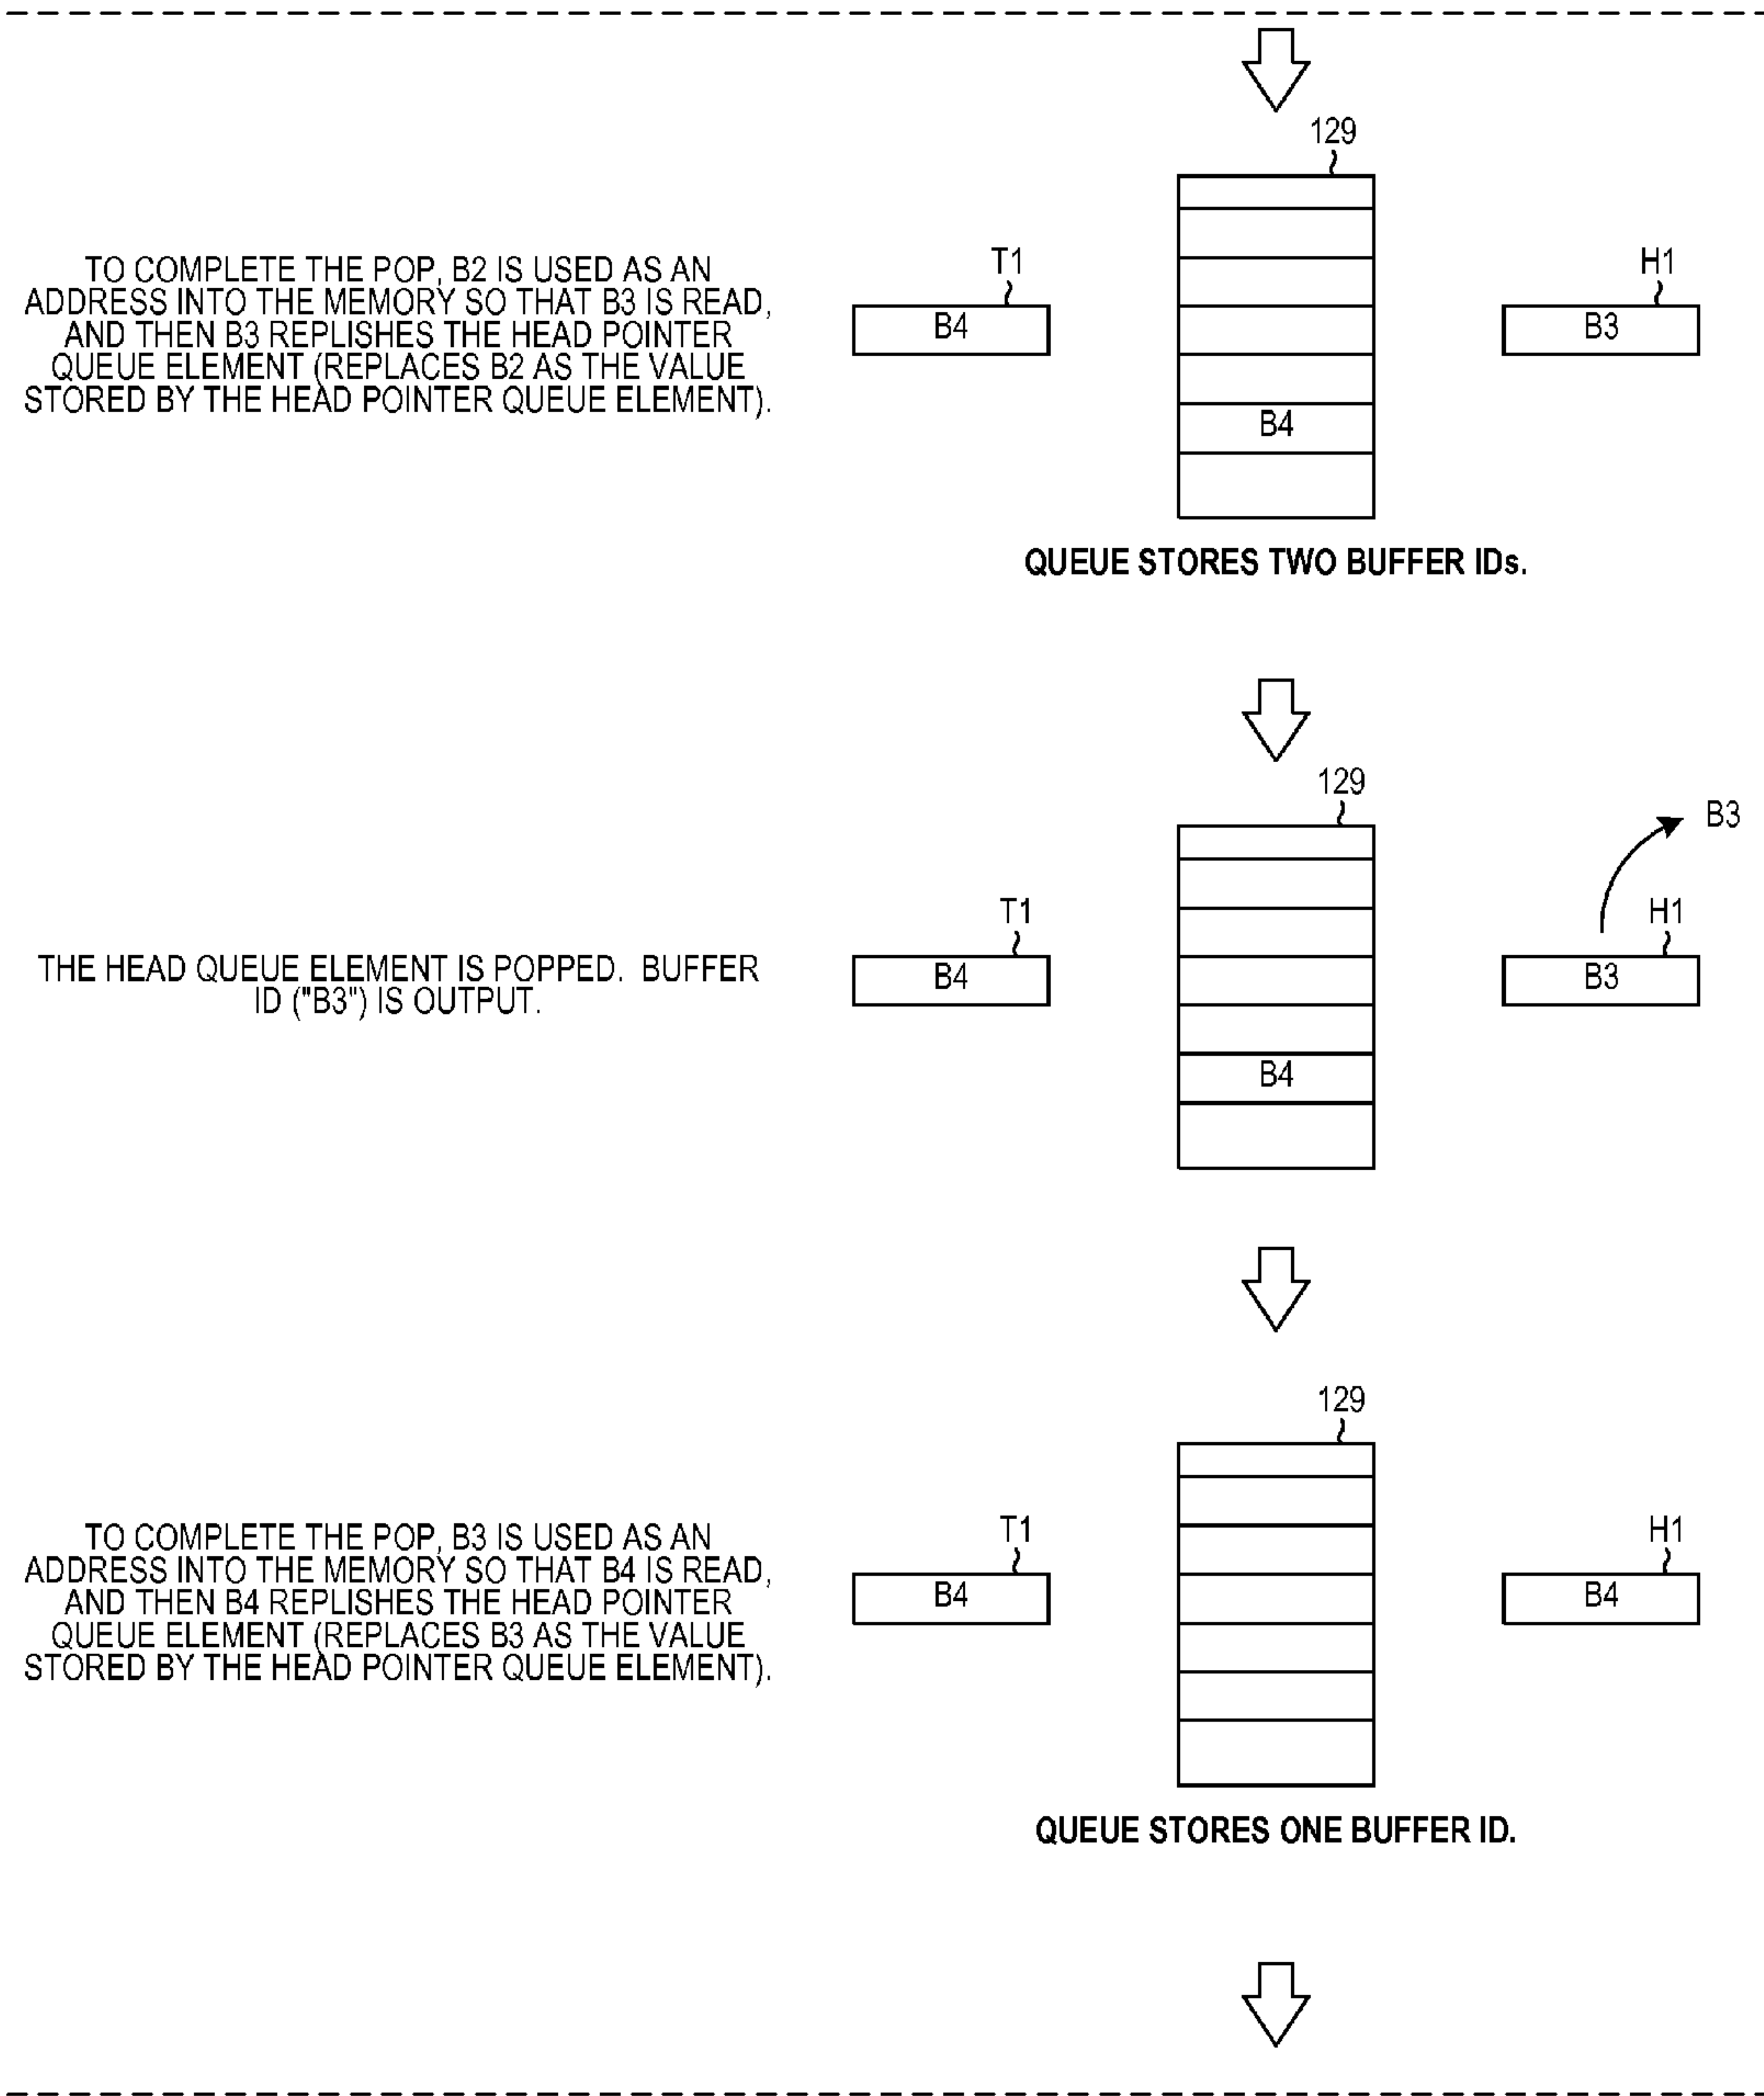 129
TO COMPLETE THE POP, B2 IS USED AS AN
ADDRESS INTO THE MEMORY SO THAT B3 IS READ,
AND THEN B3 REPLISHES THE HEAD POINTER
QUEUE ELEMENT (REPLACES B2 AS THE VALUE
STORED BY THE HEAD POINTER QUEUE ELEMENT).
T1
H1
B4
B3
B4
QUEUE STORES TWO BUFFER IDs.
129
B3
T1
H1
THE HEAD QUEUE ELEMENT IS POPPED. BUFFER
ID ("B3") IS OUTPUT.
B4
B3
B4
129
TO COMPLETE THE POP, B3 IS USED AS AN
ADDRESS INTO THE MEMORY SO THAT B4 IS READ,
AND THEN B4 REPLISHES THE HEAD POINTER
QUEUE ELEMENT (REPLACES B3 AS THE VALUE
STORED BY THE HEAD POINTER QUEUE ELEMENT).
T1
H1
B4
B4
QUEUE STORES ONE BUFFER ID.